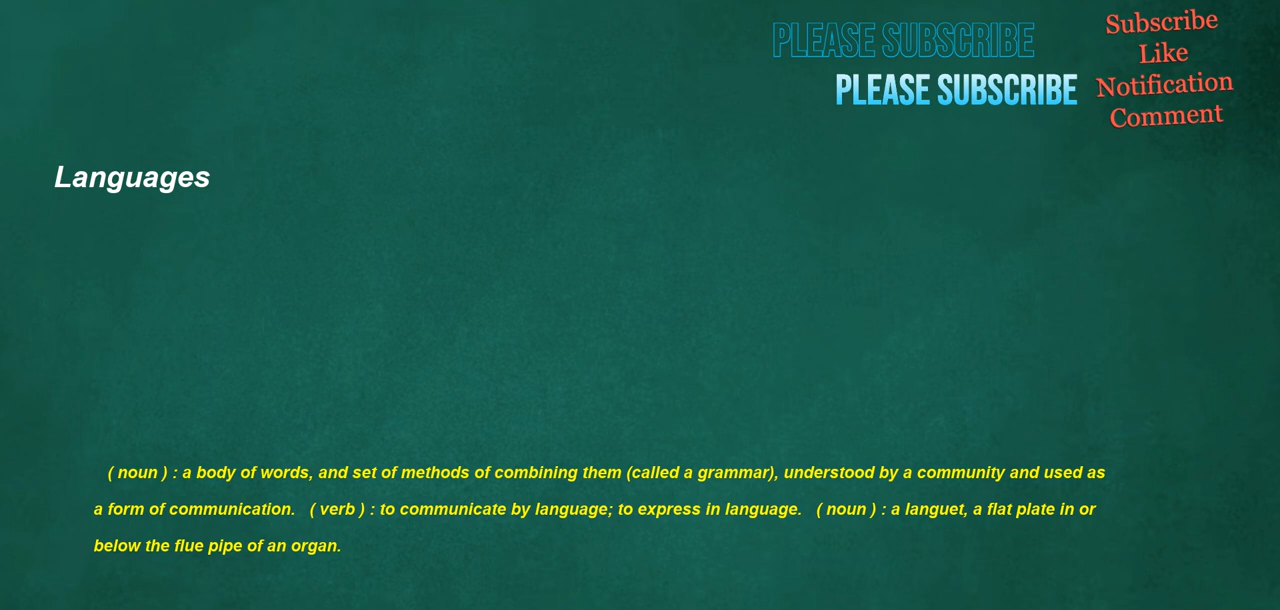 PLEASE SUBSCRIBE
PLEASE SUBSCRIBE
Subscribe
Like
Notification
Comment
Languages
( noun ) : a body of words, and set of methods of combining them (called a grammar), understood by a community and used as
a form of communication. ( verb ) : to communicate by language; to express in language. ( noun ) : a languet, a flat plate in or
below the flue pipe of an organ.